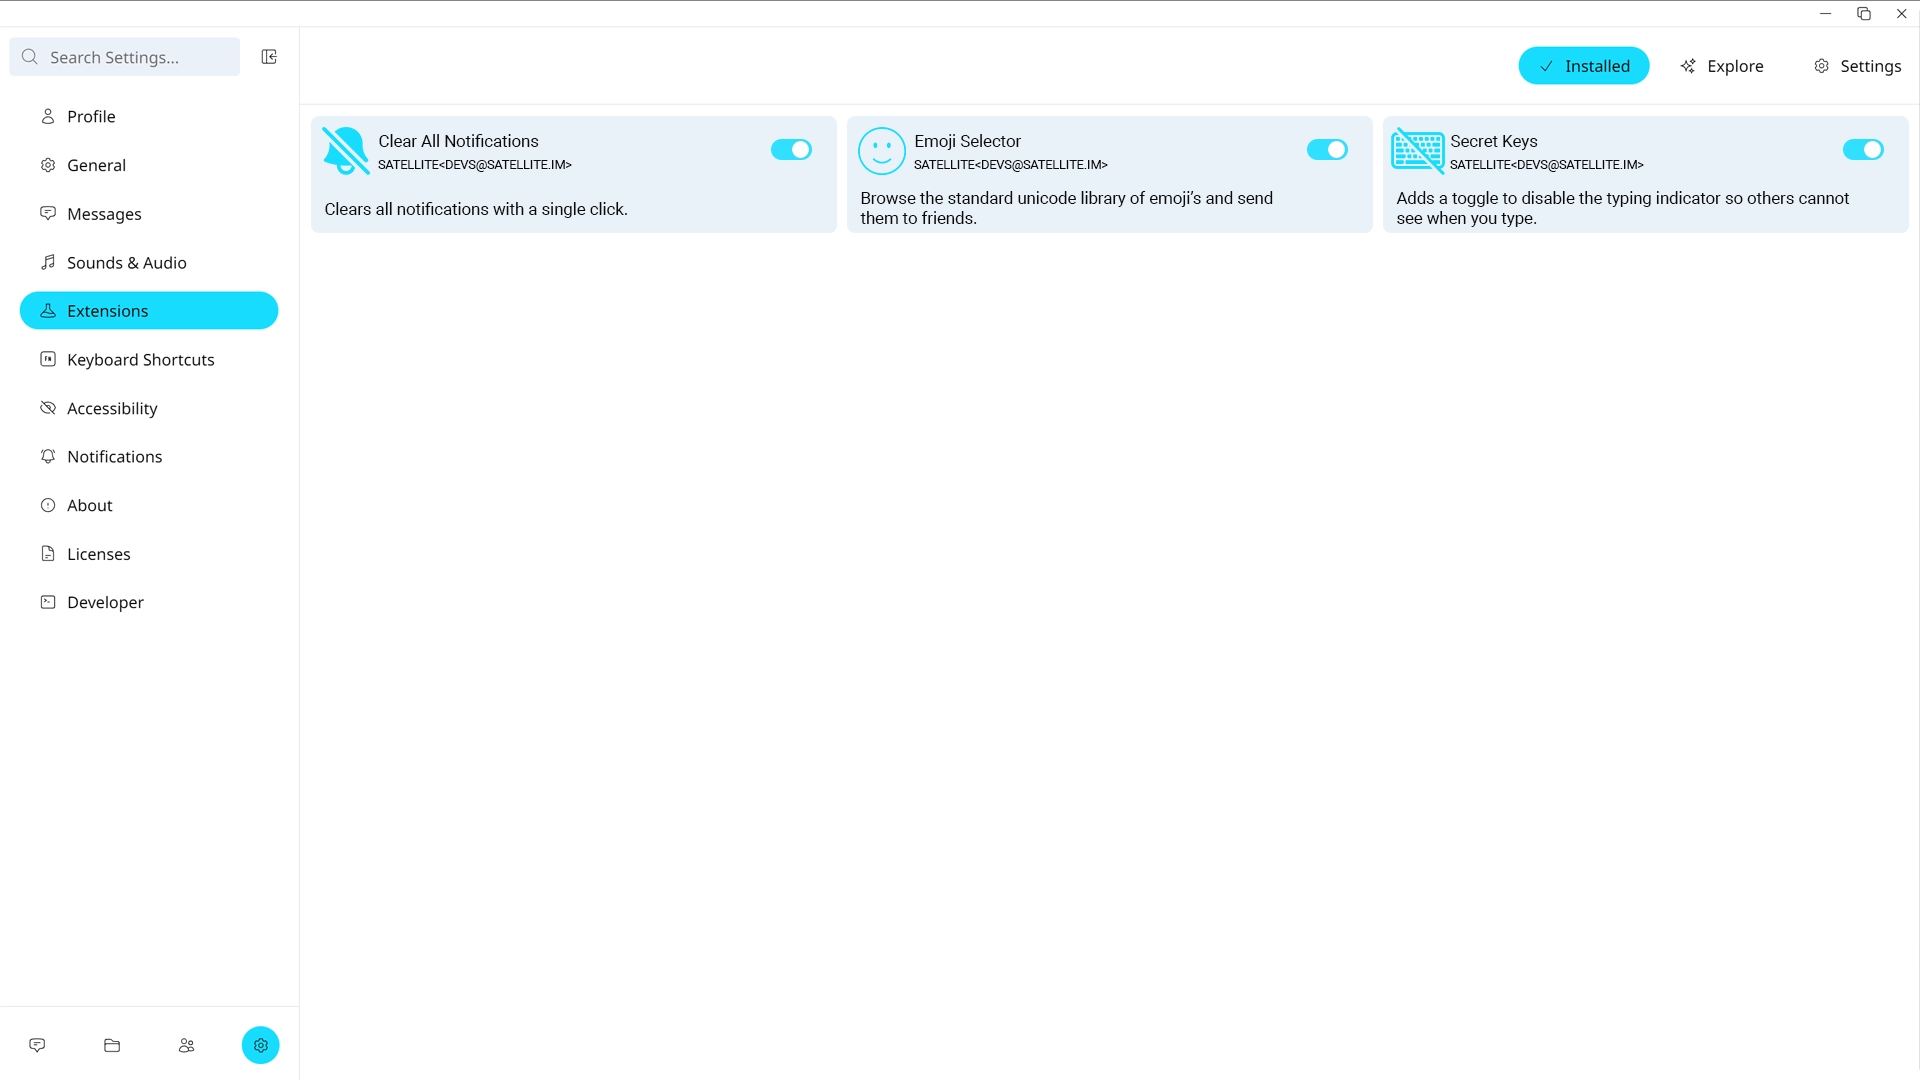 Search Settings...
Profile
General
Messages
Sounds & Audio
Extensions
Keyboard Shortcuts
Accessibility
Notifications
About
Licenses
Developer
Installed
Explore
Settings
Clear All Notifications
SATELLITE<DEVS@SATELLITE.IM>
Clears all notifications with a single click.
Emoji Selector
SATELLITE<DEVS@SATELLITE.IM>
Browse the standard unicode library of emoji's and send
them to friends.
Secret Keys
SATELLITE<DEVS@SATELLITE.IM>
Adds a toggle to disable the typing indicator so others cannot
see when you type.